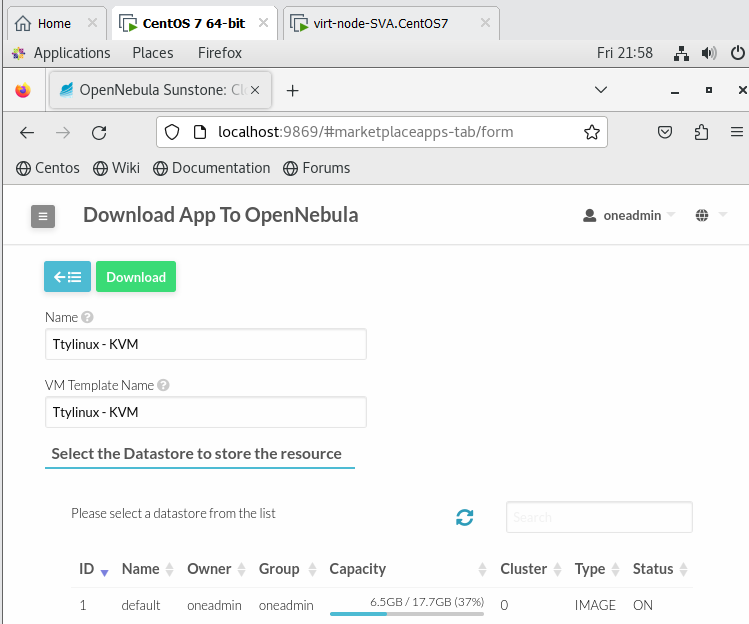 Home CentOS 7 64-bit virt-node-SVA.CentOS7
Applications Places Firefox Fri 21:58
OpenNebula Sunstone: Clo
localhost:9869/#marketplaceapps-tab/form
Centos Wiki Documentation Forums
Download App To OpenNebula oneadmin
Download
Name
Ttylinux - KVM
VM Template Name
Ttylinux - KVM
Select the Datastore to store the resource
Please select a datastore from the list Search
ID Name Owner Group Capacity Cluster Type Status
1 default oneadmin oneadmin 6.5GB / 17.7GB (37%) 0 IMAGE ON